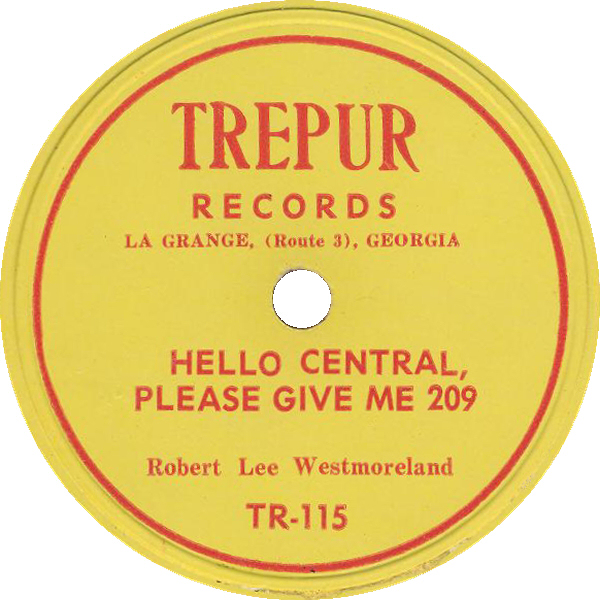 TREPUR
RECORDS
LA GRANGE, (Route 3), GEORGIA
HELLO CENTRAL,
PLEASE GIVE ME 209
Robert Lee Westmoreland
TR-115